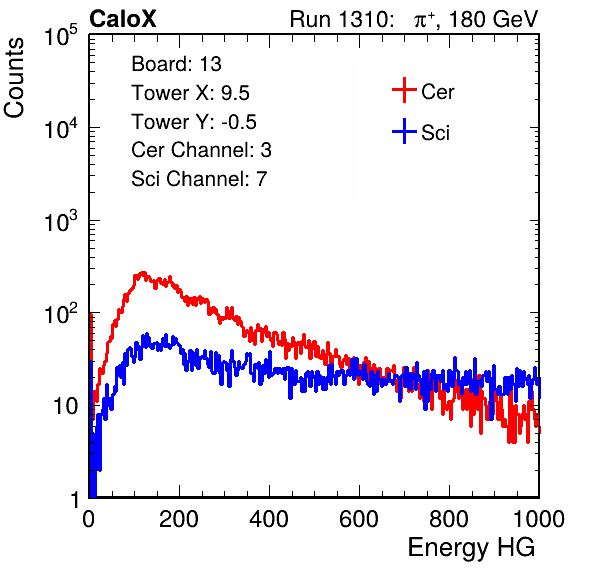 CaloX Run 1310: π⁺, 180 GeV
Counts
10⁵
10⁴
10³
10²
10
1
Board: 13
Tower X: 9.5
Tower Y: -0.5
Cer Channel: 3
Sci Channel: 7
Cer
Sci
0 200 400 600 800 1000
Energy HG